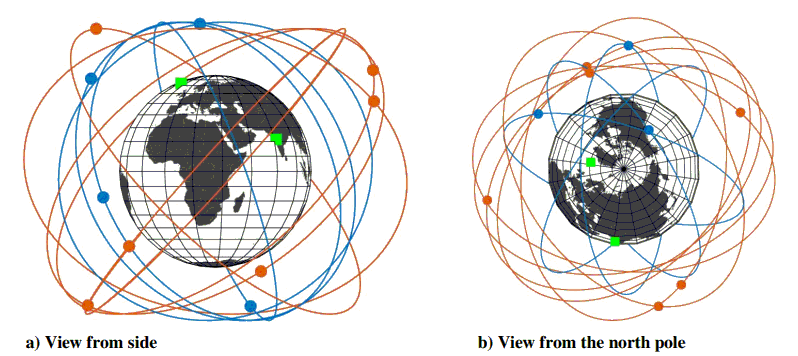 a) View from side
b) View from the north pole